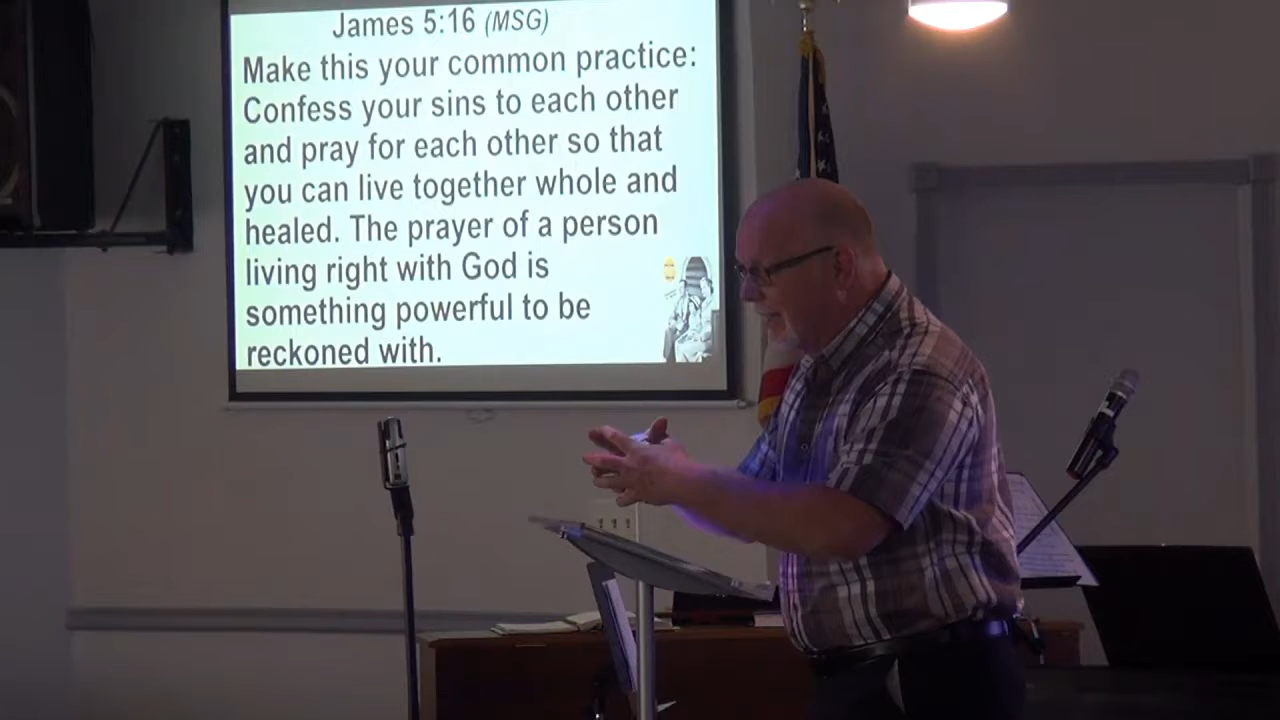 James 5:16 (MSG)
Make this your common practice:
Confess your sins to each other
and pray for each other so that
you can live together whole and
healed. The prayer of a person
living right with God is
something powerful to be
reckoned with.